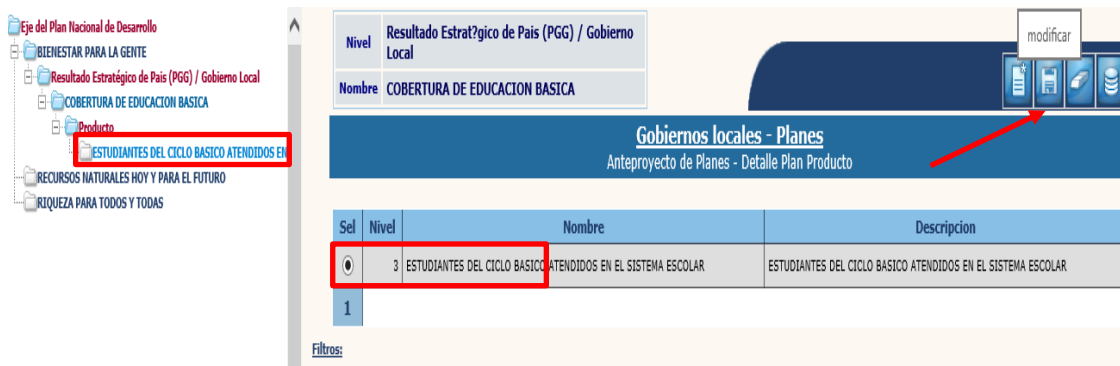 Eje del Plan Nacional de Desarrollo
BIENESTAR PARA LA GENTE
Resultado Estratégico de Pais (PGG) / Gobierno Local
COBERTURA DE EDUCACION BASICA
Producto
ESTUDIANTES DEL CICLO BASICO ATENDIDOS EN
RECURSOS NATURALES HOY Y PARA EL FUTURO
RIQUEZA PARA TODOS Y TODAS
Nivel Resultado Estrat?gico de Pais (PGG) / Gobierno
Local
Nombre COBERTURA DE EDUCACION BASICA
modificar
Gobiernos locales - Planes
Anteproyecto de Planes - Detalle Plan Producto
Sel Nivel Nombre Descripcion
3 ESTUDIANTES DEL CICLO BASICO ATENDIDOS EN EL SISTEMA ESCOLAR ESTUDIANTES DEL CICLO BASICO ATENDIDOS EN EL SISTEMA ESCOLAR
1
Filtros: